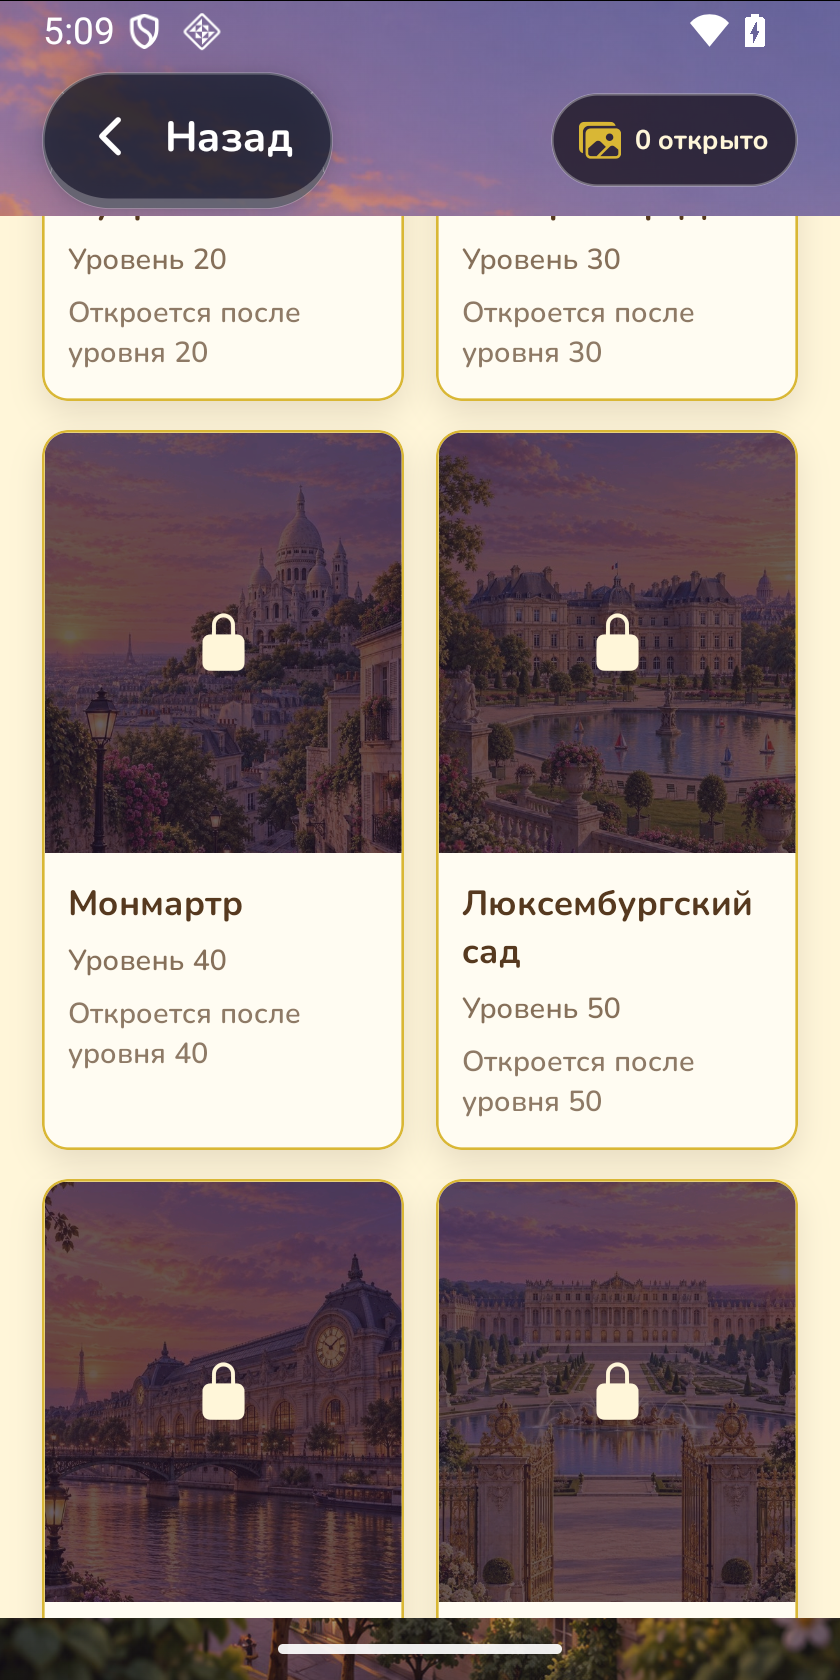 5:09
Назад
0 открыто
Уровень 20
Откроется после
уровня 20
Уровень 30
Откроется после
уровня 30
Монмартр
Уровень 40
Откроется после
уровня 40
Люксембургский
сад
Уровень 50
Откроется после
уровня 50